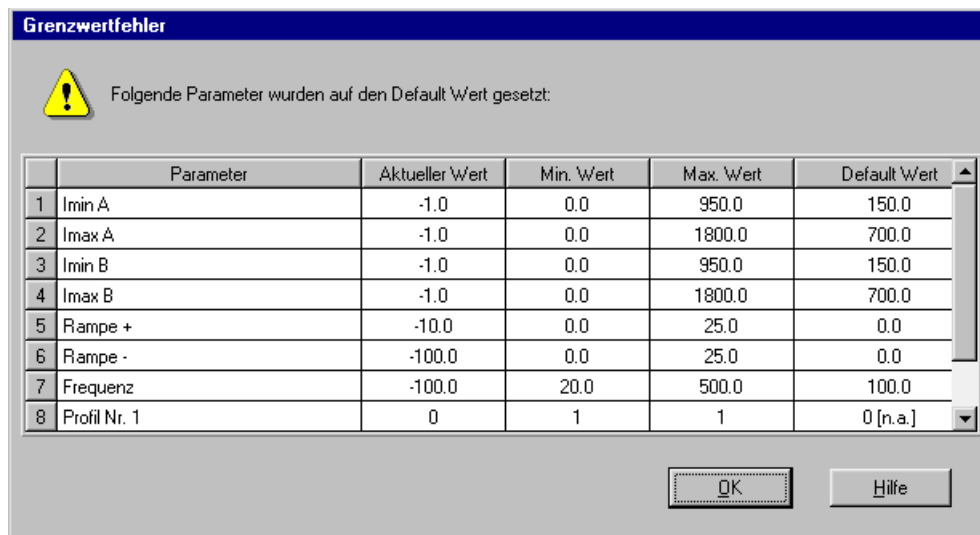 Grenzwertfehler
Folgende Parameter wurden auf den Default Wert gesetzt:
Parameter Aktueller Wert Min. Wert Max. Wert Default Wert
1 Imin A -1.0 0.0 950.0 150.0
2 Imax A -1.0 0.0 1800.0 700.0
3 Imin B -1.0 0.0 950.0 150.0
4 Imax B -1.0 0.0 1800.0 700.0
5 Rampe + -10.0 0.0 25.0 0.0
6 Rampe - -100.0 0.0 25.0 0.0
7 Frequenz -100.0 20.0 500.0 100.0
8 Profil Nr. 1 0 1 1 0 [n.a.]
OK Hilfe